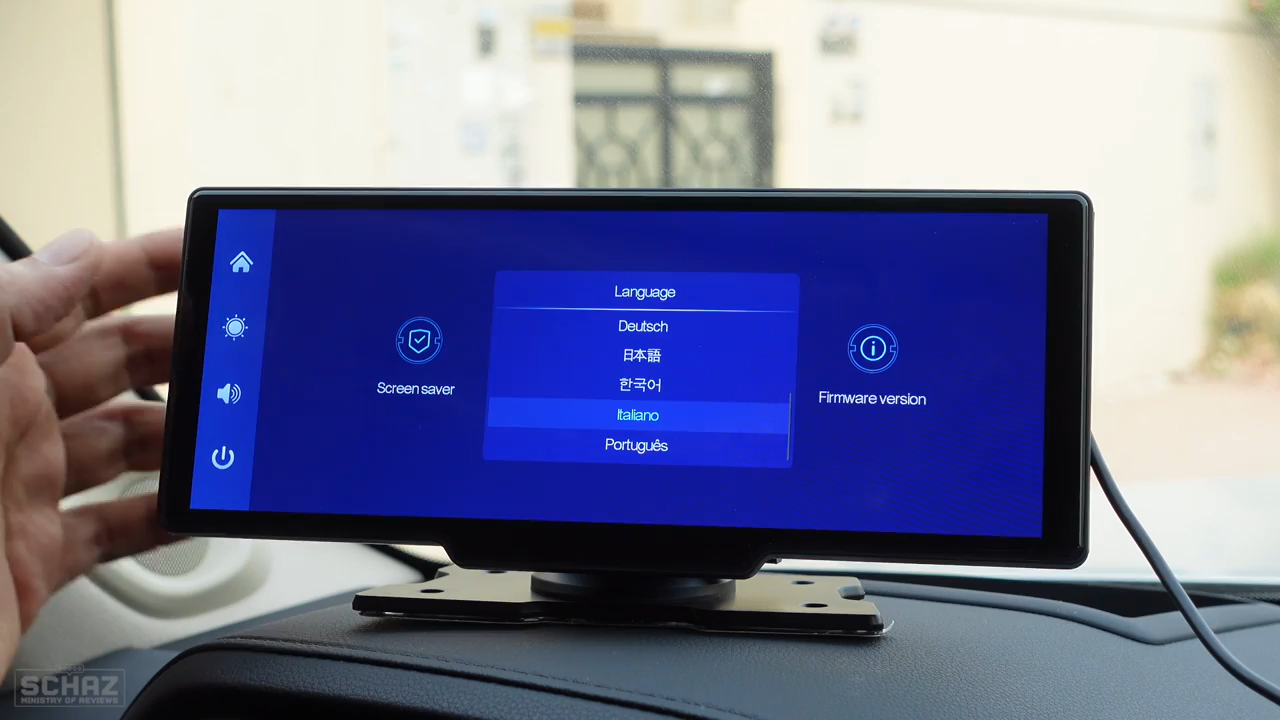 Language
Deutsch
日本語
한국어
Italiano
Português
Screen saver
Firmware version
SCHAZ
MINISTRY OF REVIEWS